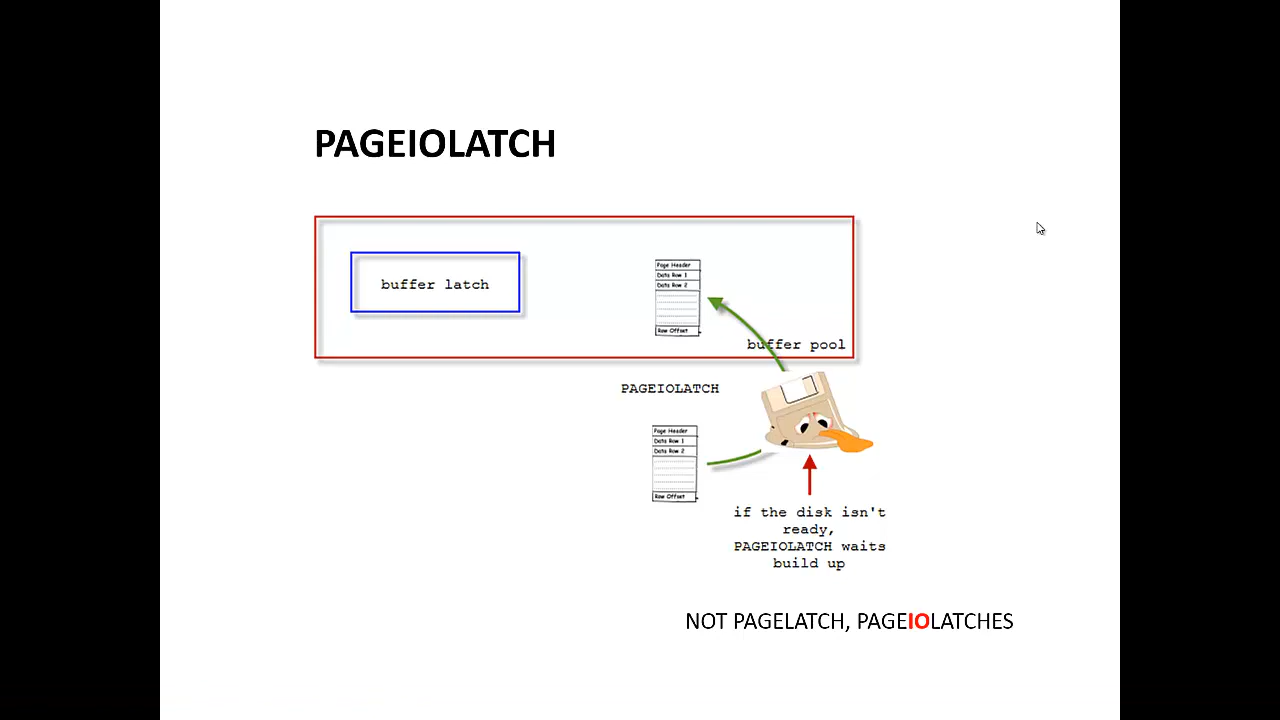 PAGEIOLATCH
buffer latch
Page Header
Data Row 1
Data Row 2
Row Offset
buffer pool
PAGEIOLATCH
Page Header
Data Row 1
Data Row 2
Row Offset
if the disk isn't
ready,
PAGEIOLATCH waits
build up
NOT PAGELATCH, PAGEIOLATCHES